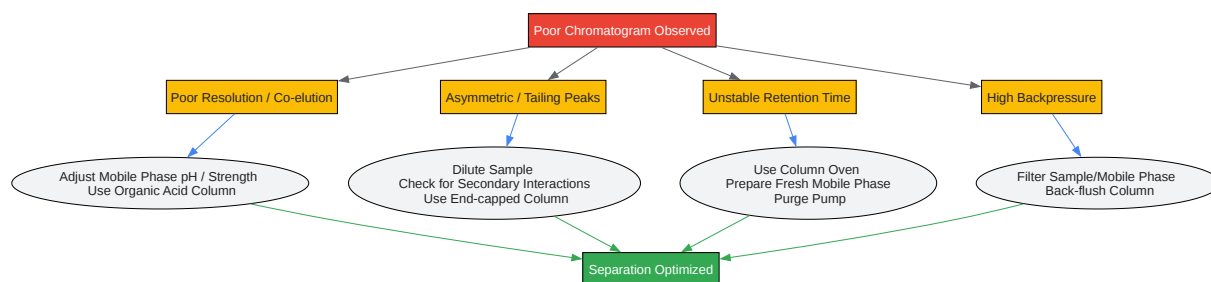 Poor Chromatogram Observed
Poor Resolution / Co-elution
Asymmetric / Tailing Peaks
Unstable Retention Time
High Backpressure
Adjust Mobile Phase pH / Strength
Use Organic Acid Column
Dilute Sample
Check for Secondary Interactions
Use End-capped Column
Use Column Oven
Prepare Fresh Mobile Phase
Purge Pump
Filter Sample/Mobile Phase
Back-flush Column
Separation Optimized